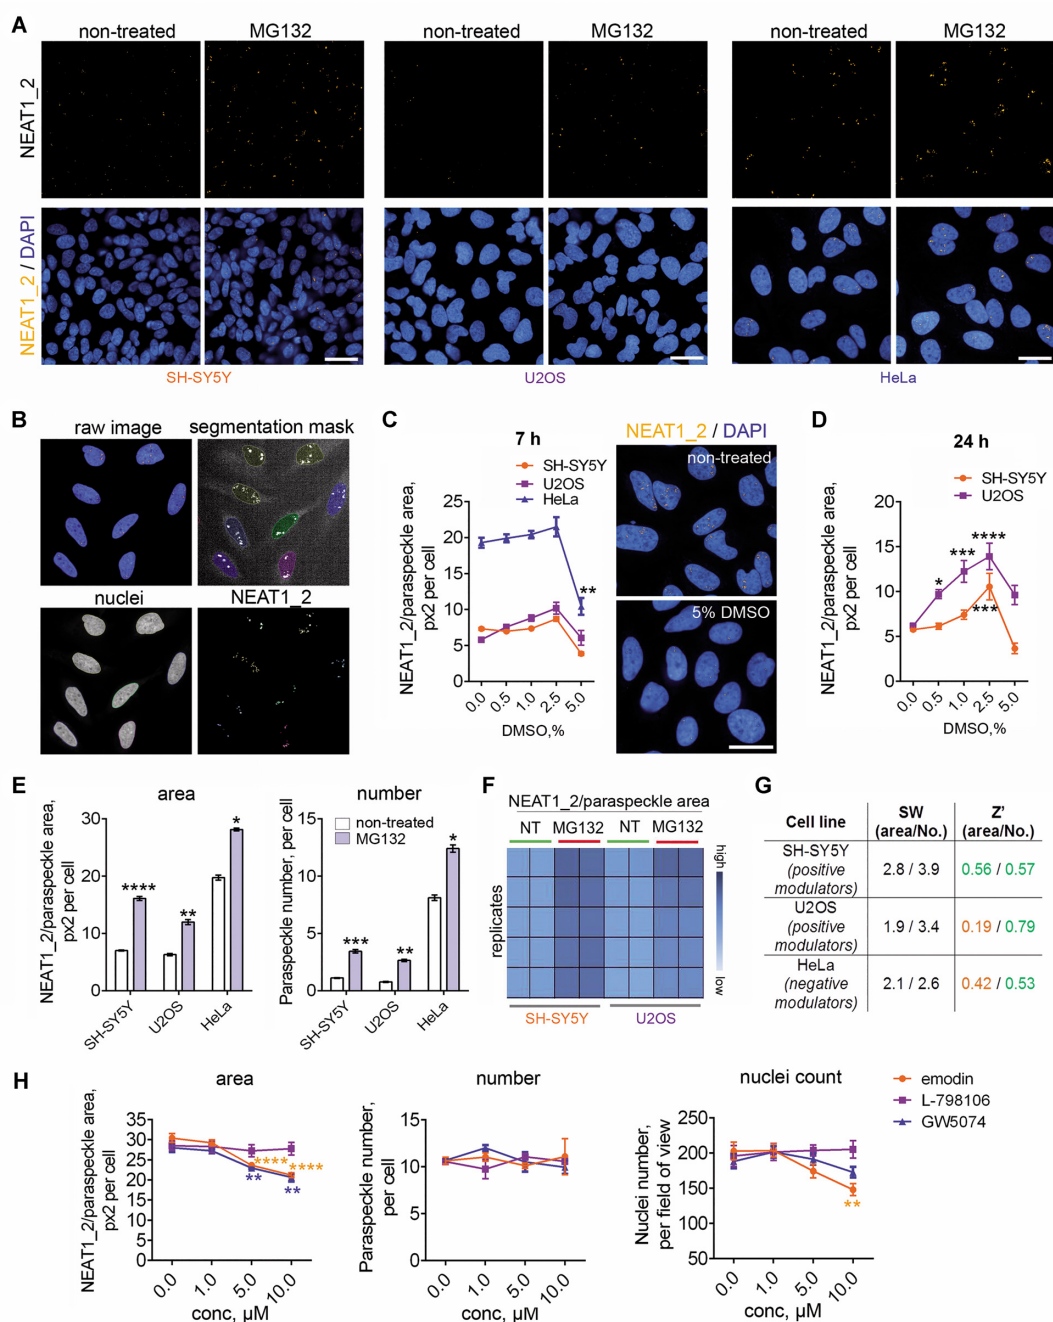 A
non-treated
MG132
non-treated
MG132
non-treated
MG132
NEAT1_2
NEAT1_2 / DAPI
SH-SY5Y
U2OS
HeLa
B
raw image
segmentation mask
nuclei
NEAT1_2
C
7 h
SH-SY5Y
U2OS
HeLa
NEAT1_2/paraspeckle area,
px2 per cell
25
20
15
10
5
0
**
0.0
0.5
1.0
2.5
5.0
DMSO,%
NEAT1_2 / DAPI
non-treated
5% DMSO
D
24 h
SH-SY5Y
U2OS
NEAT1_2/paraspeckle area,
px2 per cell
20
15
10
5
0
*
***
****
***
0.0
0.5
1.0
2.5
5.0
DMSO,%
E
area
NEAT1_2/paraspeckle area,
px2 per cell
30
20
10
0
****
**
*
SH-SY5Y
U2OS
HeLa
number
non-treated
MG132
Paraspeckle number, per cell
15
10
5
0
***
**
*
SH-SY5Y
U2OS
HeLa
F
NEAT1_2/paraspeckle area
NT
MG132
NT
MG132
replicates
high
low
SH-SY5Y
U2OS
G
Cell line
SW
(area/No.)
Z'
(area/No.)
SH-SY5Y
(positive
modulators)
2.8 / 3.9
0.56 / 0.57
U2OS
(positive
modulators)
1.9 / 3.4
0.19 / 0.79
HeLa
(negative
modulators)
2.1 / 2.6
0.42 / 0.53
H
area
NEAT1_2/paraspeckle area,
px2 per cell
35
30
25
20
15
10
5
0
****
****
**
**
0.0
1.0
5.0
10.0
conc, µM
number
Paraspeckle number,
per cell
15
10
5
0
0.0
1.0
5.0
10.0
conc, µM
nuclei count
Nuclei number,
per field of view
250
200
150
100
50
**
0.0
1.0
5.0
10.0
conc, µM
emodin
L-798106
GW5074